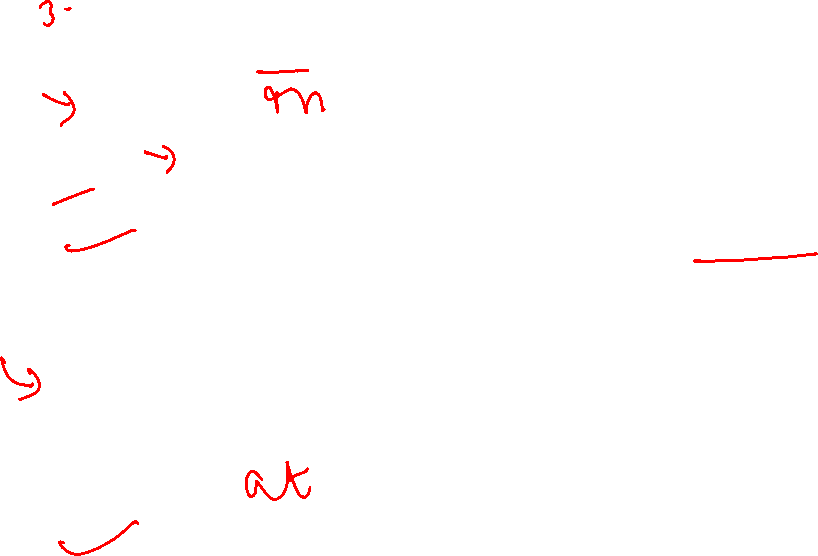 3.
→ m̅
→
→
at